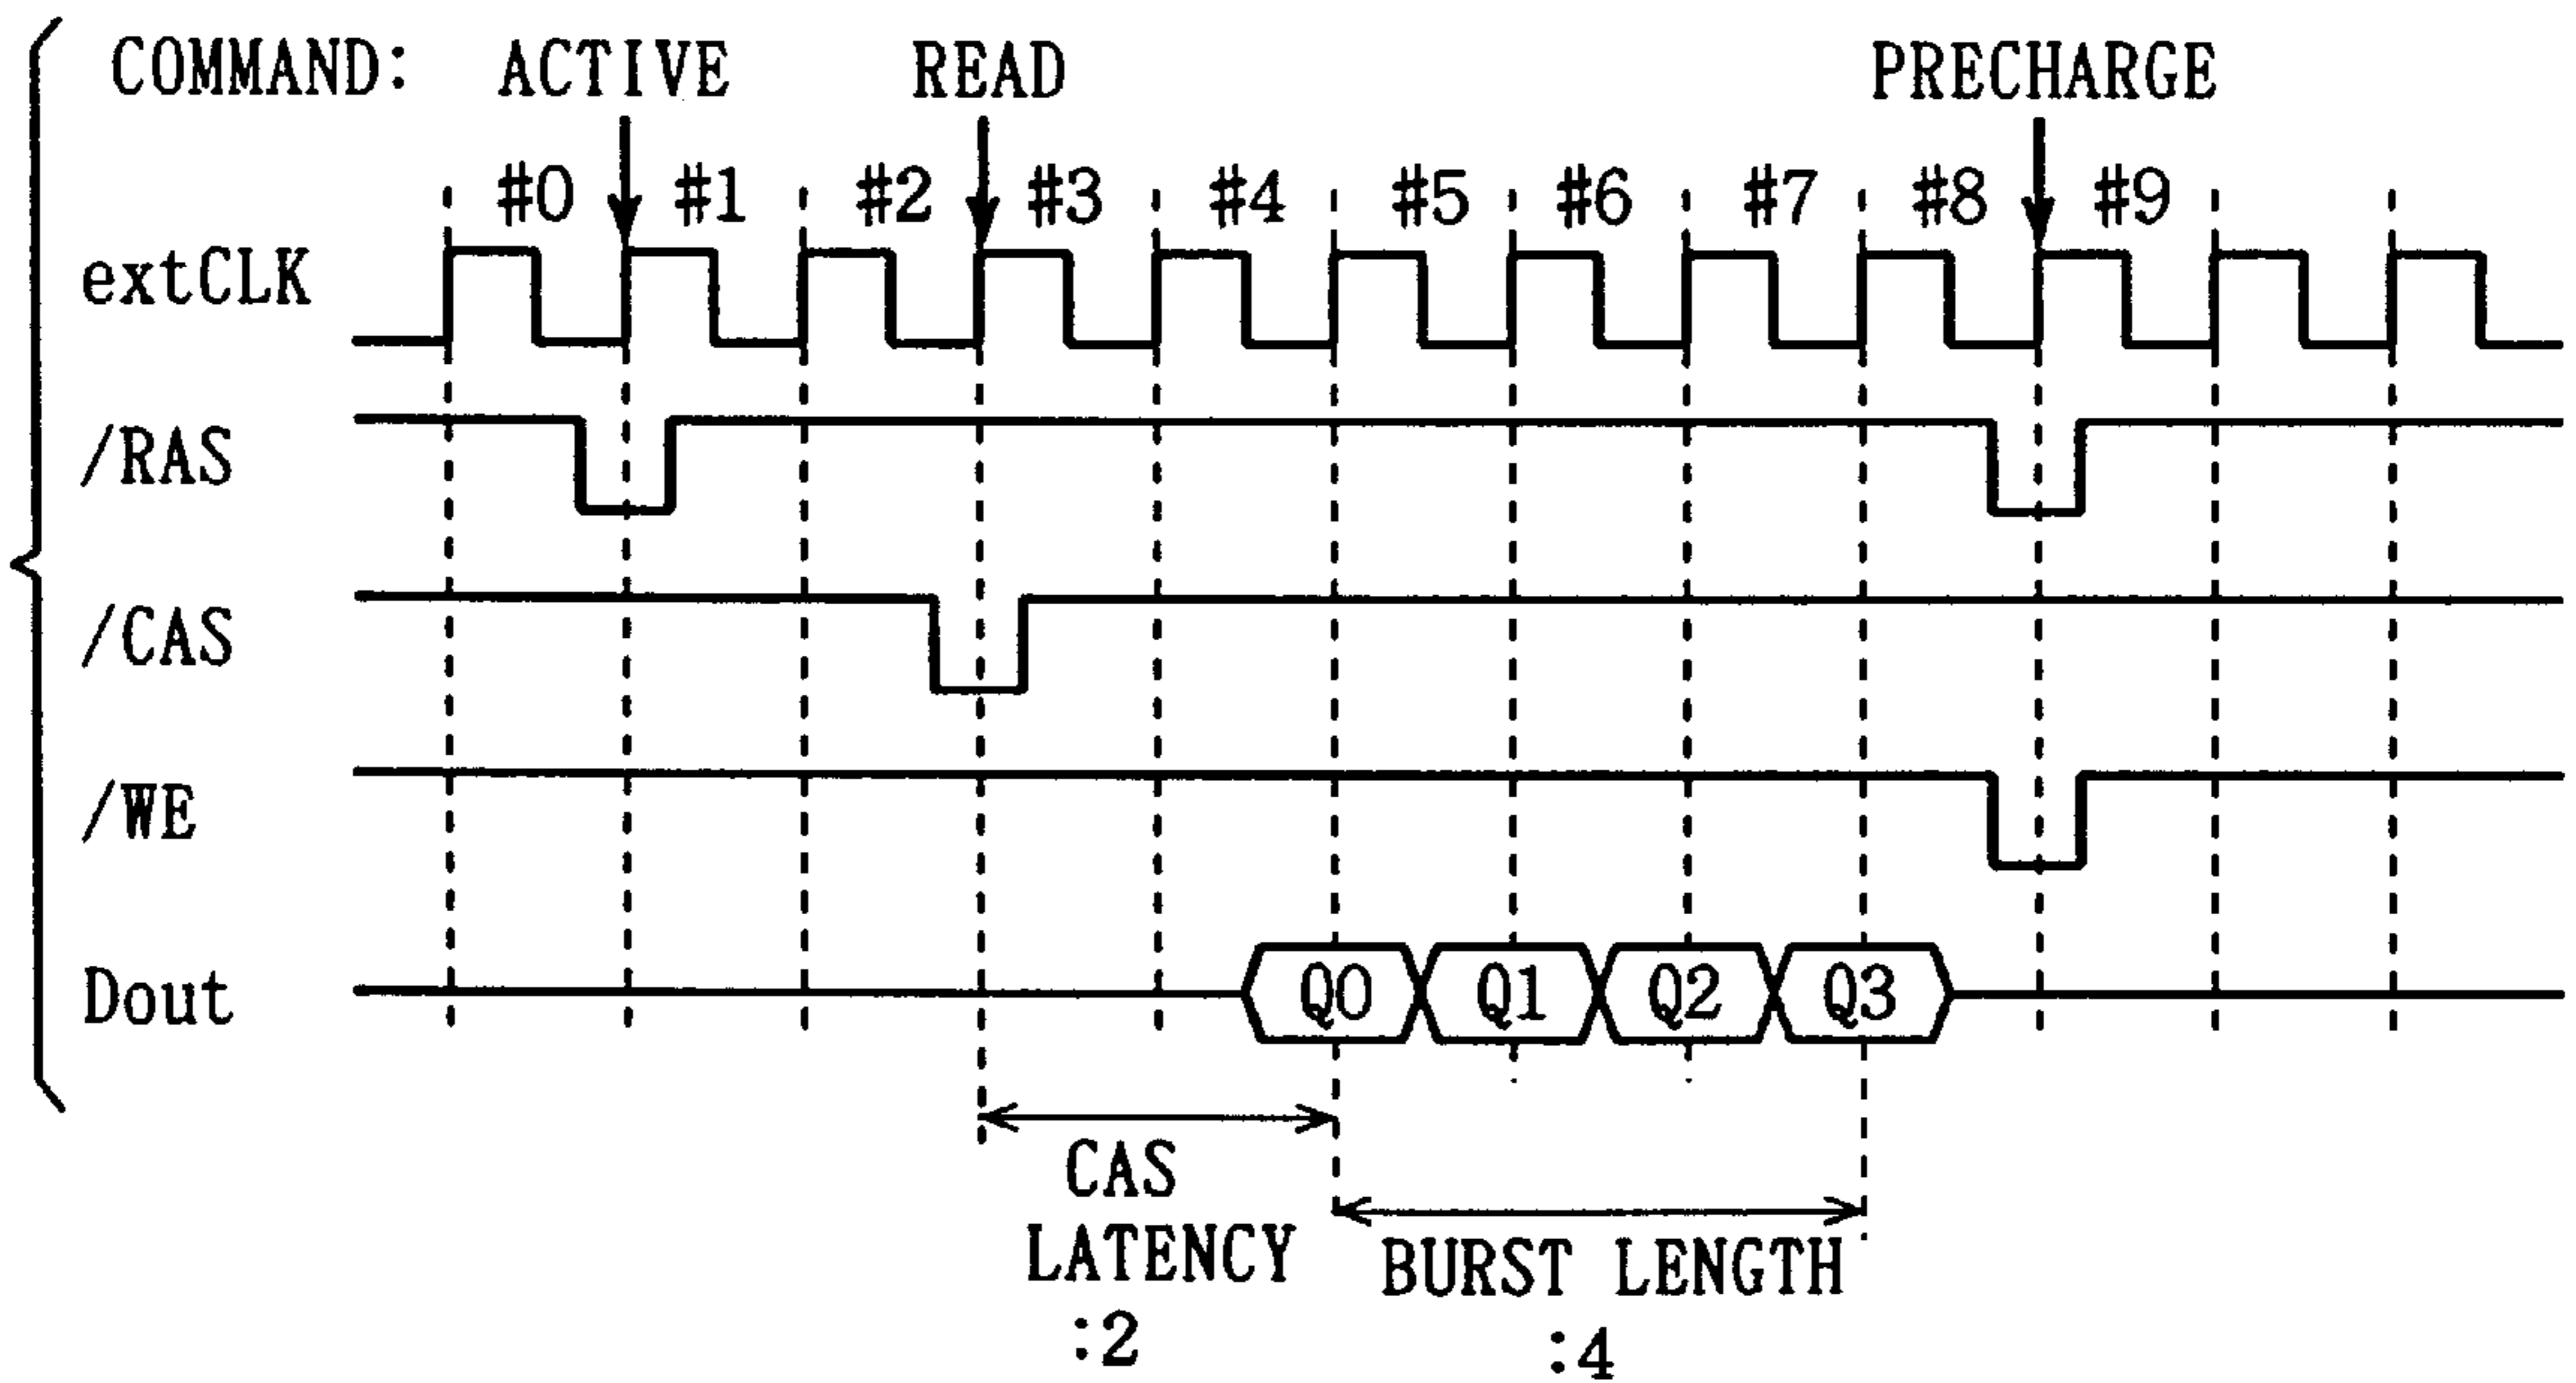 COMMAND: ACTIVE READ PRECHARGE
#0 #1 #2 #3 #4 #5 #6 #7 #8 #9
extCLK
/RAS
/CAS
/WE
Dout Q0 Q1 Q2 Q3
CAS
LATENCY
:2
BURST LENGTH
:4